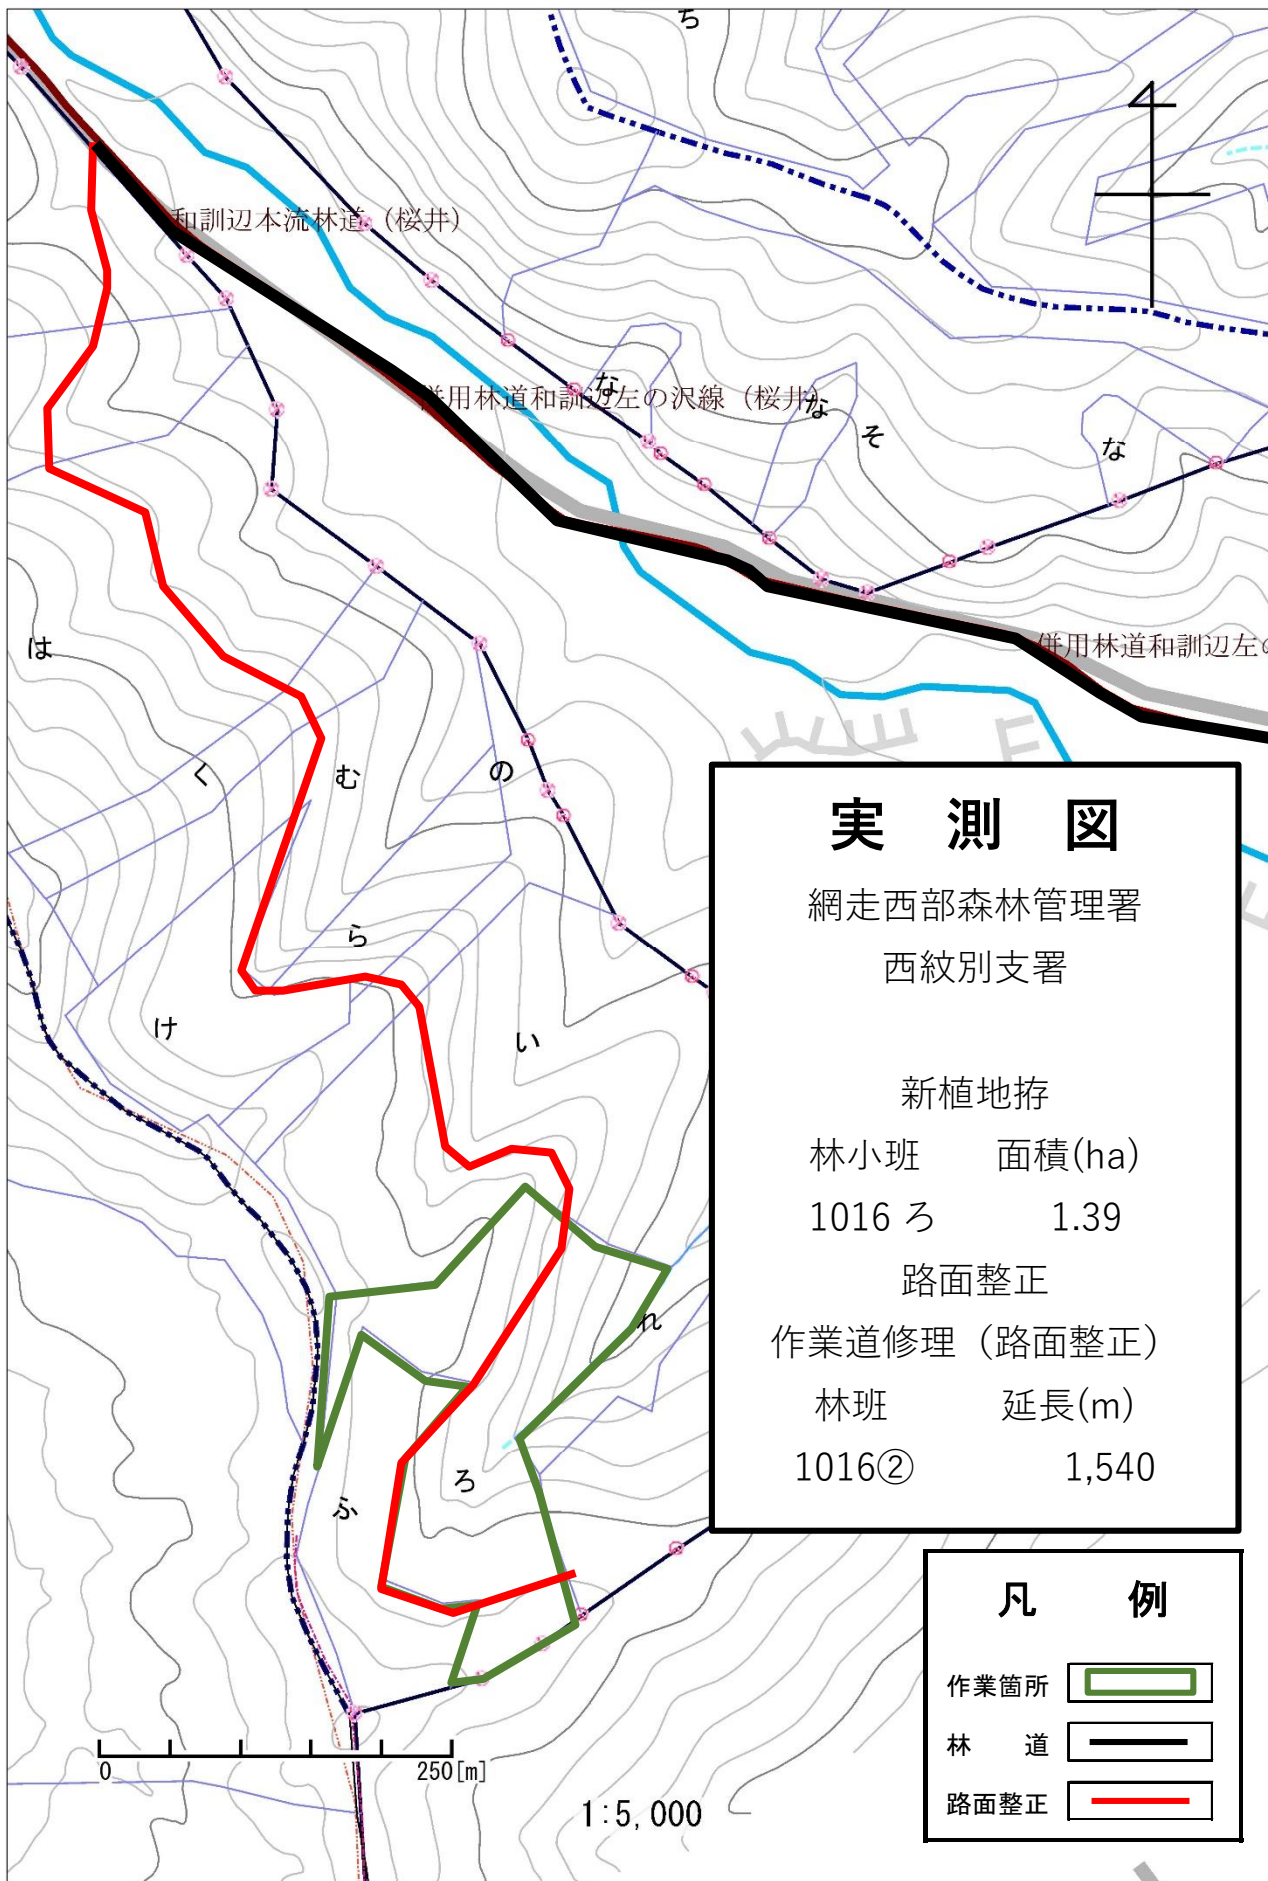 ち
和訓辺本流林道（桜井）
併用林道和訓辺左の沢線（桜井）
な
な
そ
な
は
併用林道和訓辺左の
く
む
の
ら
け
い
れ
ろ
ふ
実 測 図
網走西部森林管理署
西紋別支署
新植地拵
林小班 面積(ha)
1016 ろ 1.39
路面整正
作業道修理（路面整正）
林班 延長(m)
1016② 1,540
凡 例
作業箇所
林 道
路面整正
0 250[m]
1:5,000